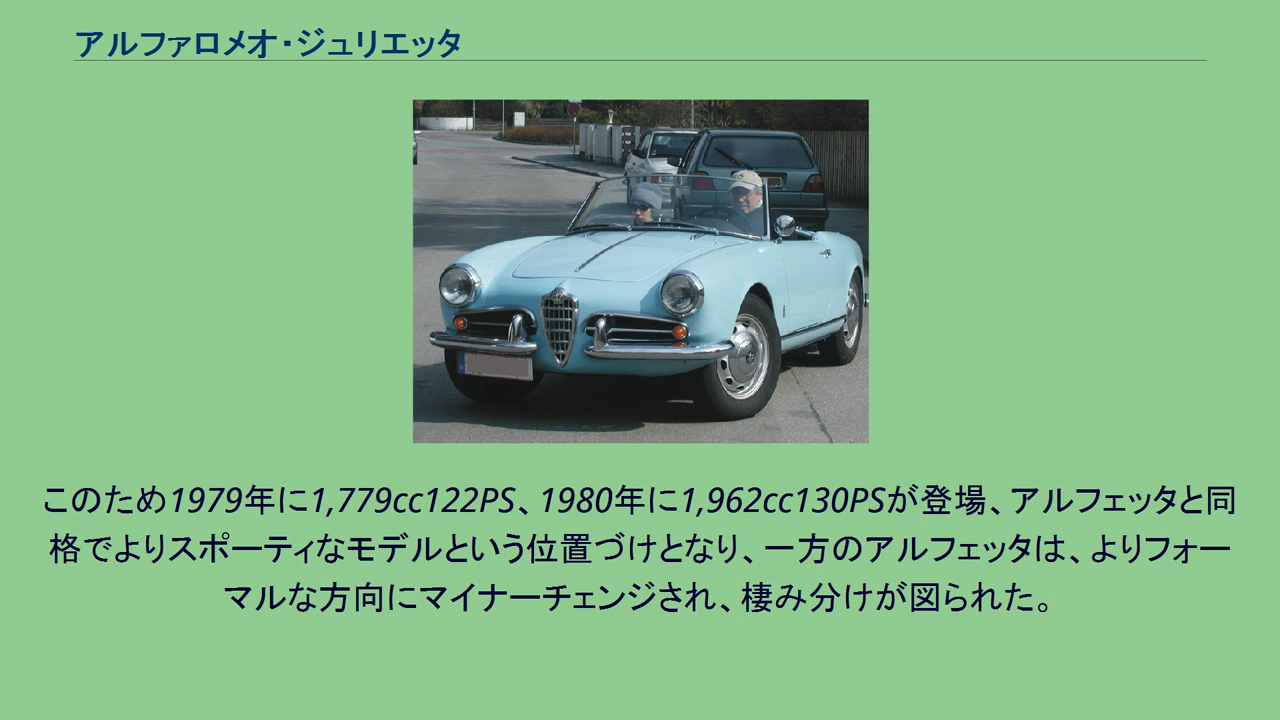 アルファロメオ・ジュリエッタ
このため1979年に1,779cc122PS、1980年に1,962cc130PSが登場、アルフェッタと同
格でよりスポーティなモデルという位置づけとなり、一方のアルフェッタは、よりフォー
マルな方向にマイナーチェンジされ、棲み分けが図られた。